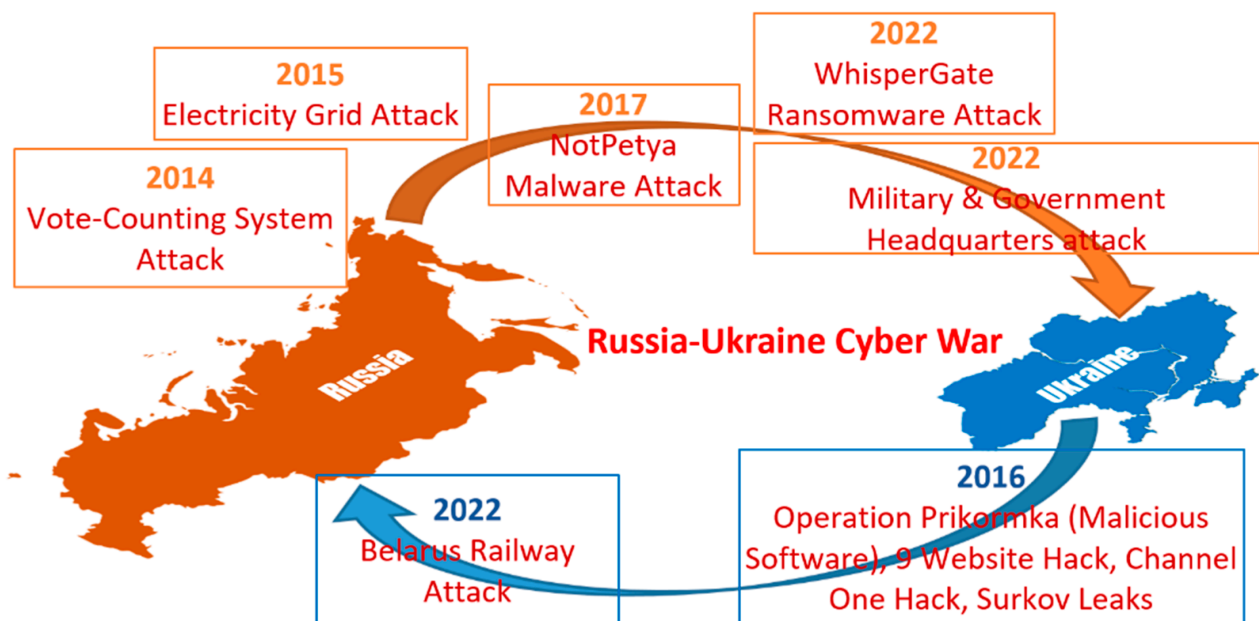 2014
Vote-Counting System
Attack
2015
Electricity Grid Attack
2017
NotPetya
Malware Attack
2022
WhisperGate
Ransomware Attack
2022
Military & Government
Headquarters attack
Russia
Russia-Ukraine Cyber War
Ukraine
2022
Belarus Railway
Attack
2016
Operation Prikormka (Malicious
Software), 9 Website Hack, Channel
One Hack, Surkov Leaks